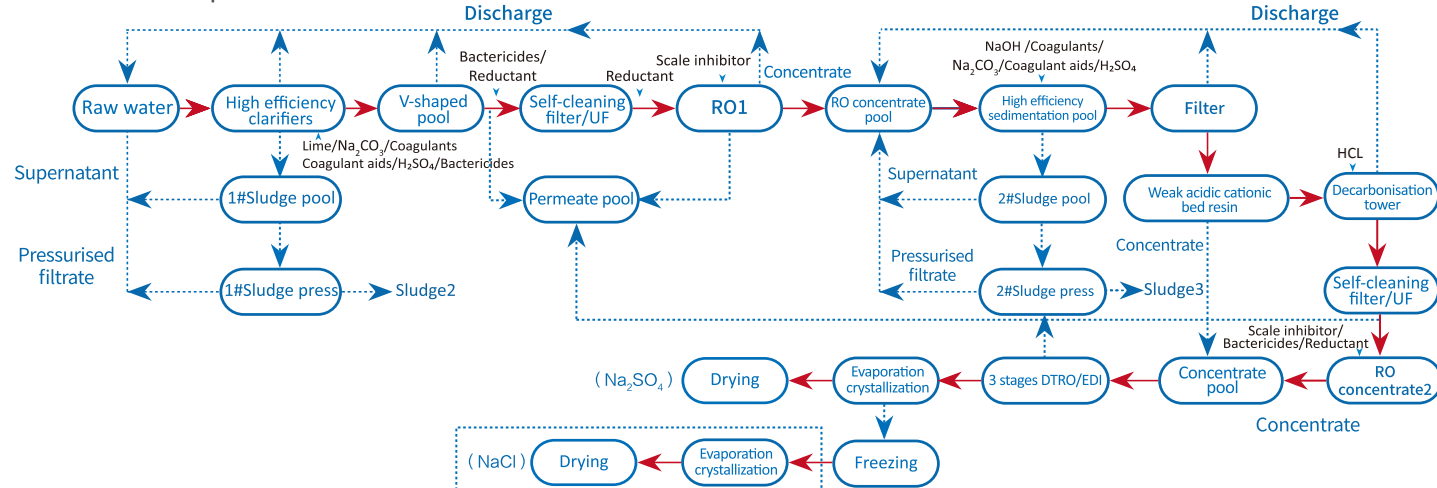 Discharge
Discharge
Bactericides/
Reductant
Reductant
Scale inhibitor
Concentrate
NaOH /Coagulants/
Na₂CO₃/Coagulant aids/H₂SO₄
Raw water
High efficiency
clarifiers
V-shaped
pool
Self-cleaning
filter/UF
RO1
RO concentrate
pool
High efficiency
sedimentation pool
Filter
Lime/Na₂CO₃/Coagulants
Coagulant aids/H₂SO₄/Bactericides
HCL
Supernatant
1#Sludge pool
Permeate pool
Supernatant
2#Sludge pool
Weak acidic cationic
bed resin
Decarbonisation
tower
Pressurised
filtrate
1#Sludge press
Sludge2
Pressurised
filtrate
2#Sludge press
Sludge3
Concentrate
Self-cleaning
filter/UF
Scale inhibitor/
Bactericides/Reductant
(Na₂SO₄)
Drying
Evaporation
crystallization
3 stages DTRO/EDI
Concentrate
pool
RO
concentrate2
Concentrate
(NaCl)
Drying
Evaporation
crystallization
Freezing